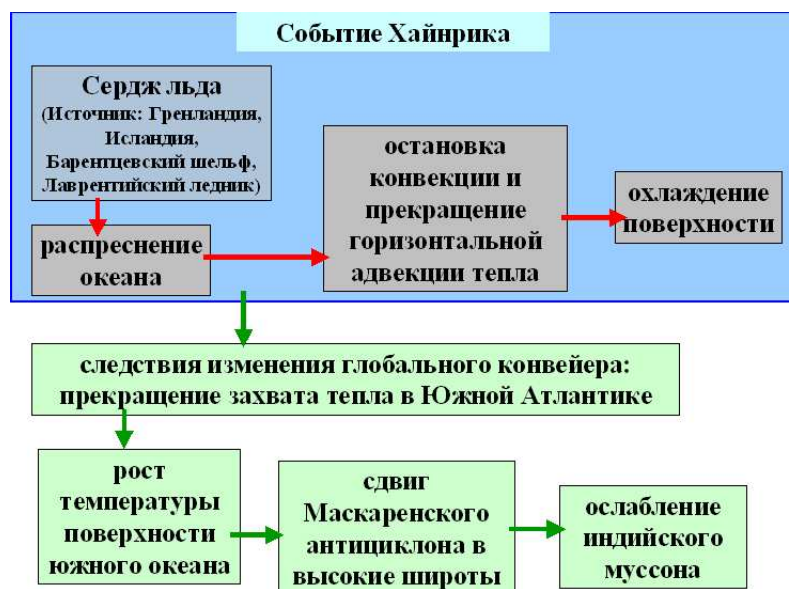 Событие Хайнрика
Сердж льда
(Источник: Гренландия,
Исландия,
Баренцевский шельф,
Лаврентийский ледник)
распреснение
океана
остановка
конвекции и
прекращение
горизонтальной
адвекции тепла
охлаждение
поверхности
следствия изменения глобального конвейера:
прекращение захвата тепла в Южной Атлантике
рост
температуры
поверхности
южного океана
сдвиг
Маскаренского
антициклона в
высокие широты
ослабление
индийского
муссона